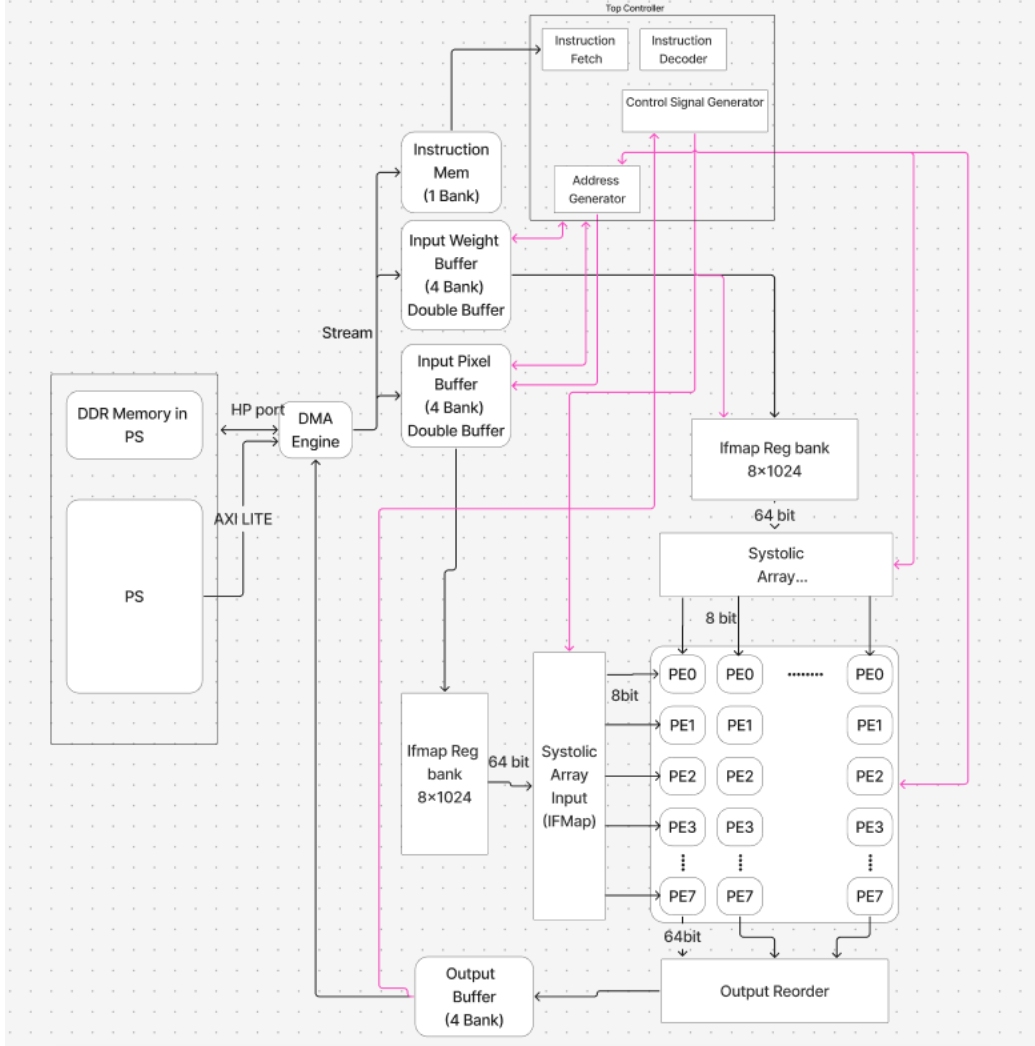 Top Controller
Instruction
Fetch
Instruction
Decoder
Control Signal Generator
Address
Generator
Instruction
Mem
(1 Bank)
Input Weight
Buffer
(4 Bank)
Double Buffer
Stream
Input Pixel
Buffer
(4 Bank)
Double Buffer
DDR Memory in
PS
HP port
DMA
Engine
AXI LITE
PS
Ifmap Reg bank
8×1024
64 bit
Systolic
Array...
8 bit
Ifmap Reg
bank
8×1024
64 bit
Systolic
Array
Input
(IFMap)
8bit
PE0 PE0 ........ PE0
PE1 PE1 PE1
PE2 PE2 PE2
PE3 PE3 PE3
PE7 PE7 PE7
64bit
Output Reorder
Output
Buffer
(4 Bank)